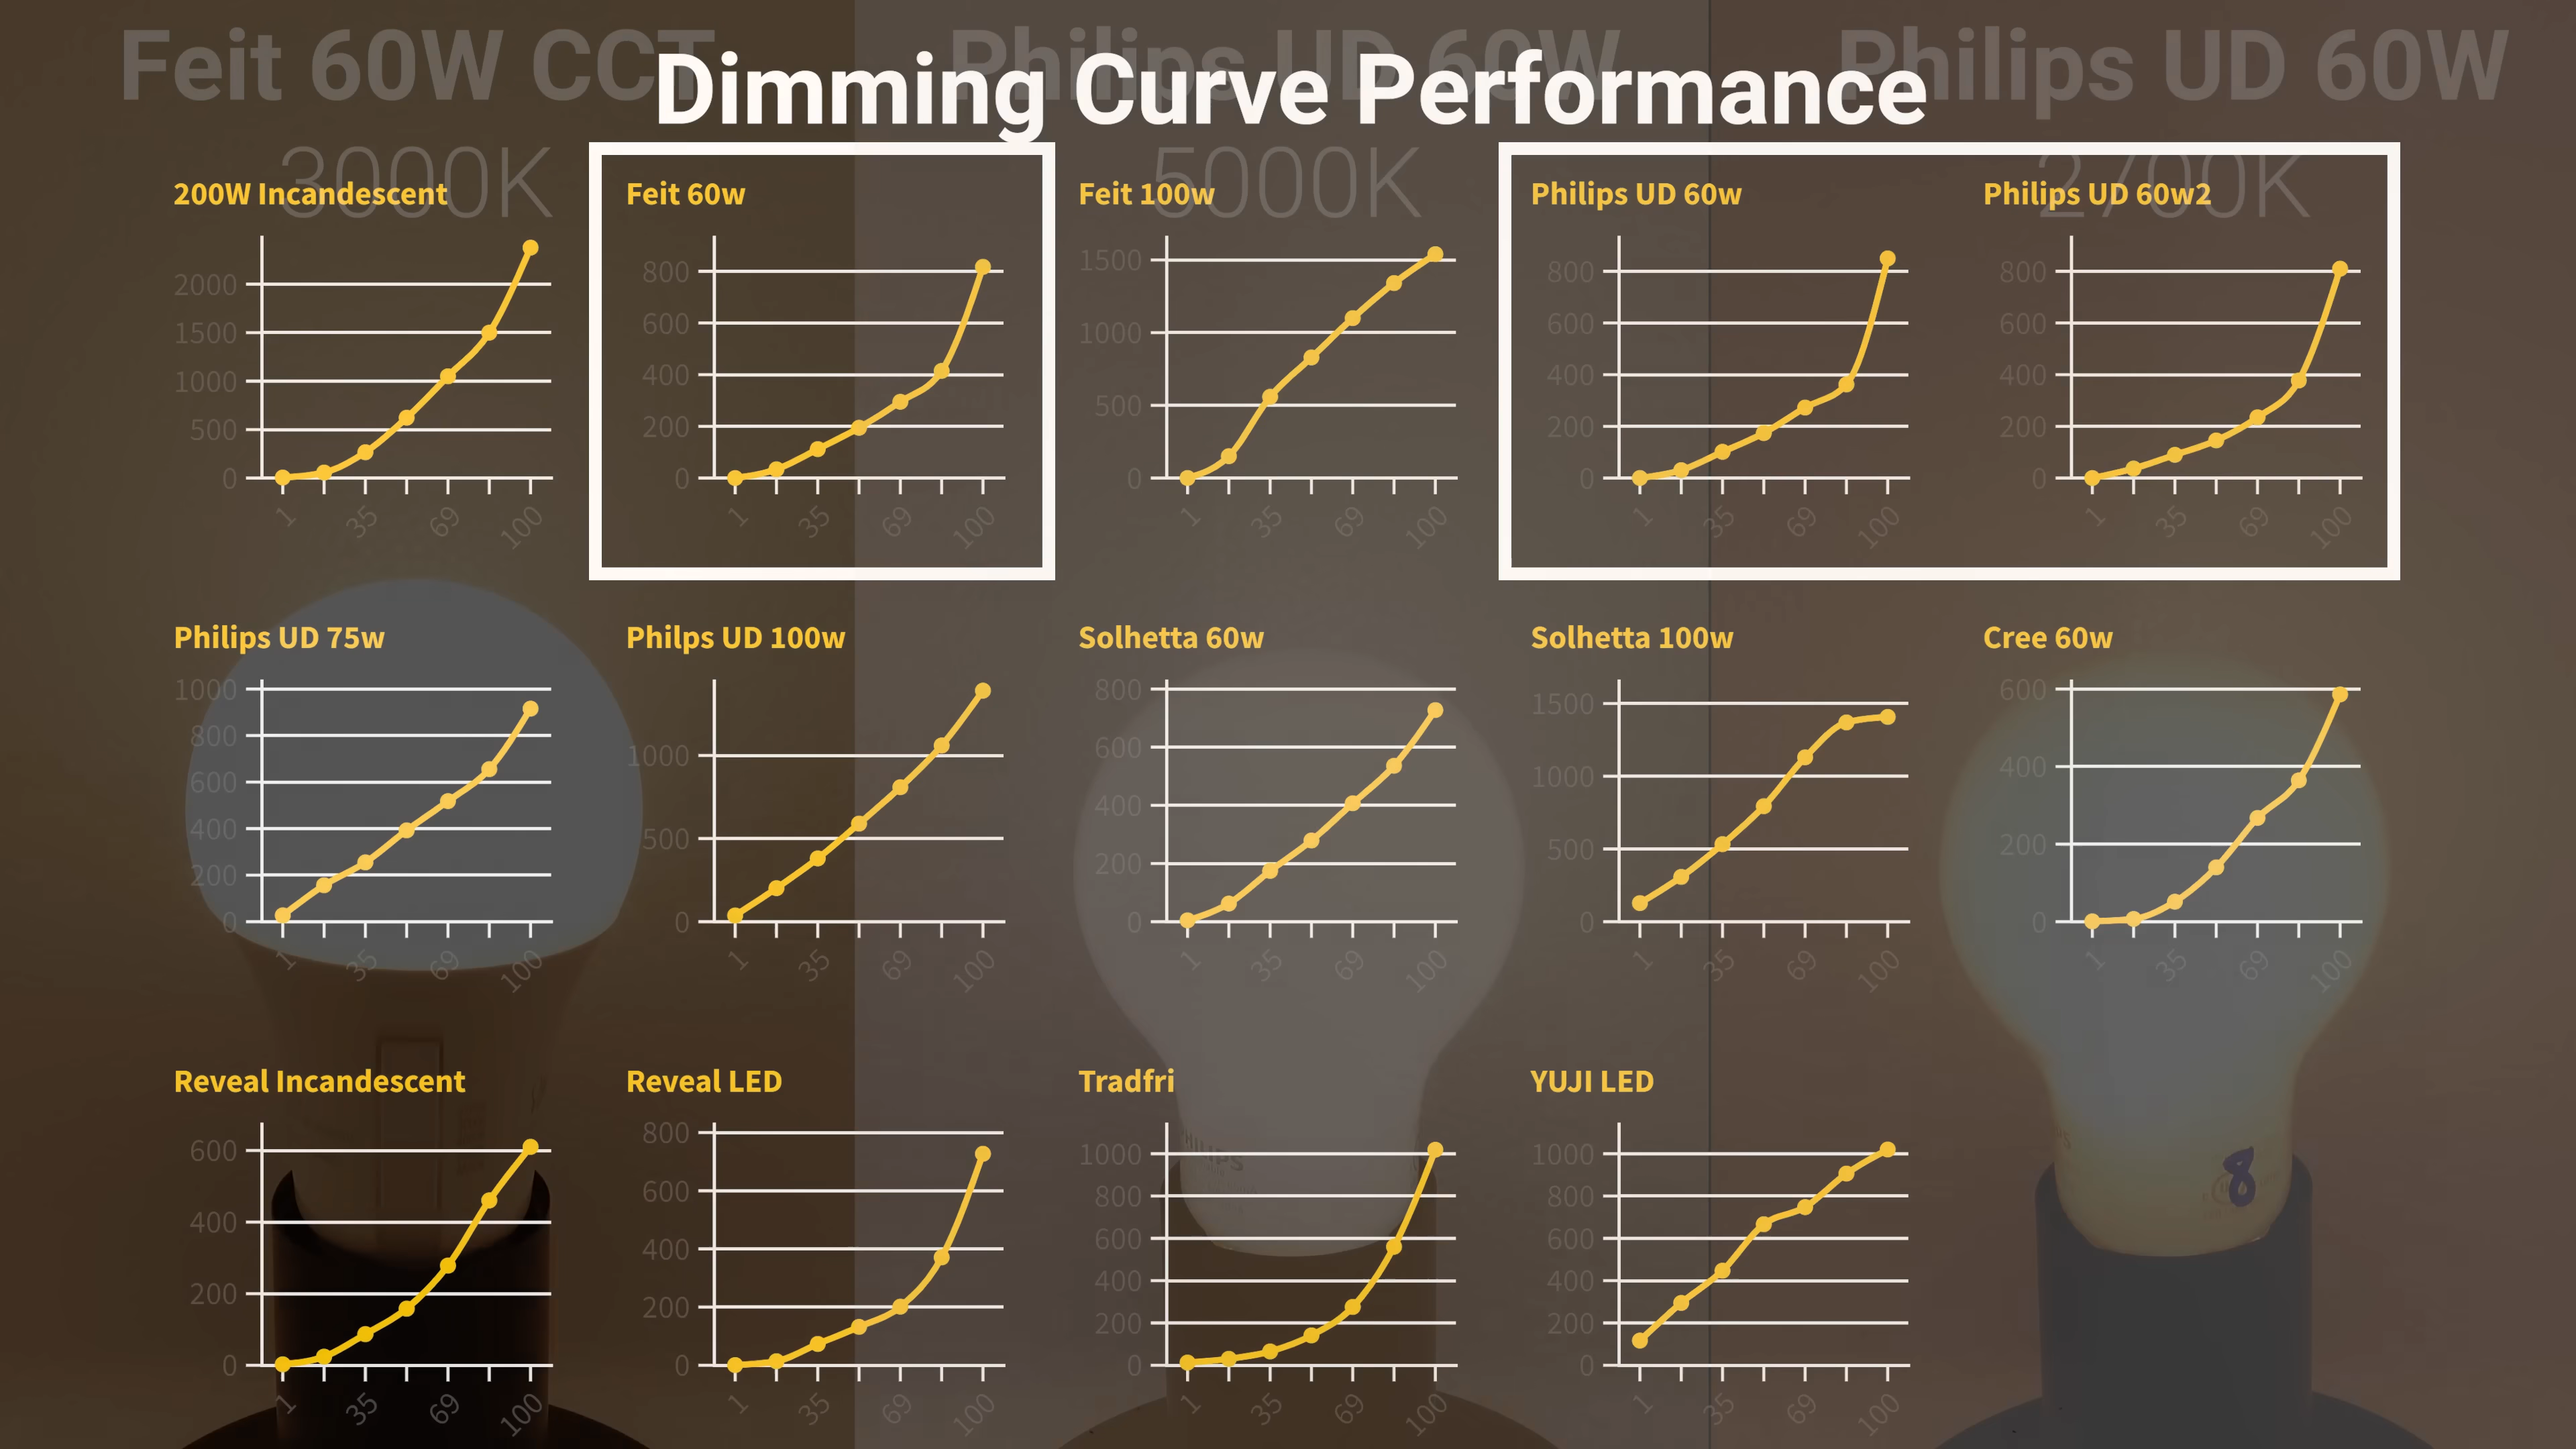 Feit 60W CCT
Philips UD 60W
Philips UD 60W
Dimming Curve Performance
3000K
5000K
2700K
200W Incandescent
2000
1500
1000
500
0
1 35 69 100
Feit 60w
800
600
400
200
0
1 35 69 100
Feit 100w
1500
1000
500
0
1 35 69 100
Philips UD 60w
800
600
400
200
0
1 35 69 100
Philips UD 60w2
800
600
400
200
0
1 35 69 100
Philips UD 75w
1000
800
600
400
200
0
1 35 69 100
Philps UD 100w
1000
500
0
1 35 69 100
Solhetta 60w
800
600
400
200
0
1 35 69 100
Solhetta 100w
1500
1000
500
0
1 35 69 100
Cree 60w
600
400
200
0
1 35 69 100
Reveal Incandescent
600
400
200
0
1 35 69 100
Reveal LED
800
600
400
200
0
1 35 69 100
Tradfri
1000
800
600
400
200
0
1 35 69 100
YUJI LED
1000
800
600
400
200
0
1 35 69 100
8